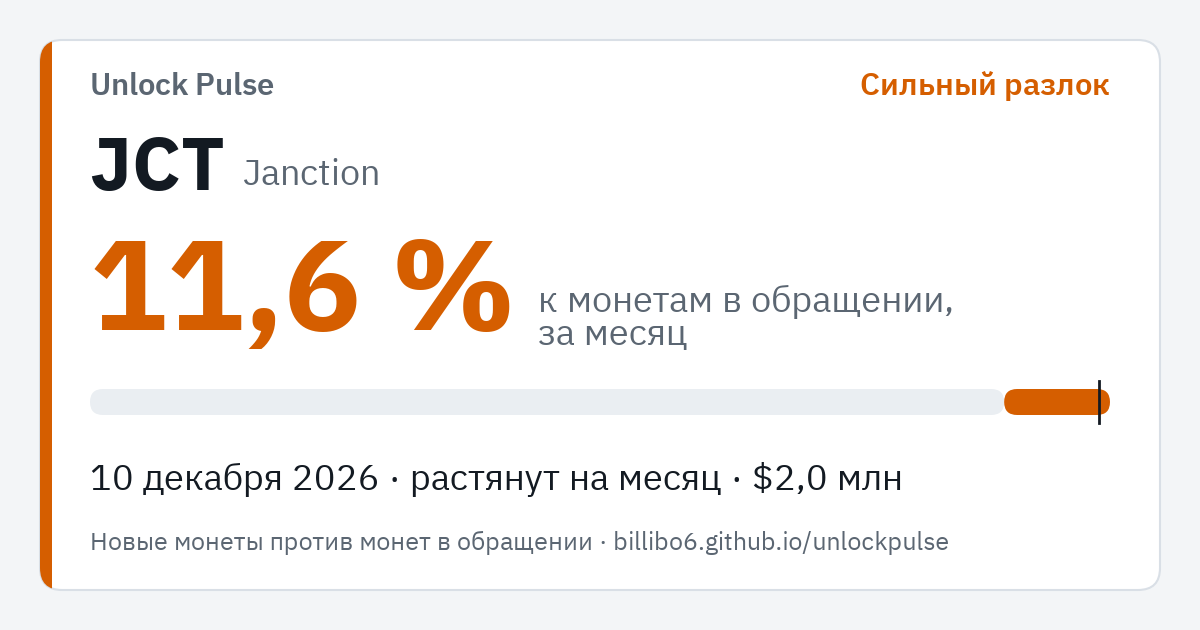 Unlock Pulse
Сильный разлок
JCT Janction
11,6 % к монетам в обращении,
за месяц
10 декабря 2026 · растянут на месяц · $2,0 млн
Новые монеты против монет в обращении · billibo6.github.io/unlockpulse